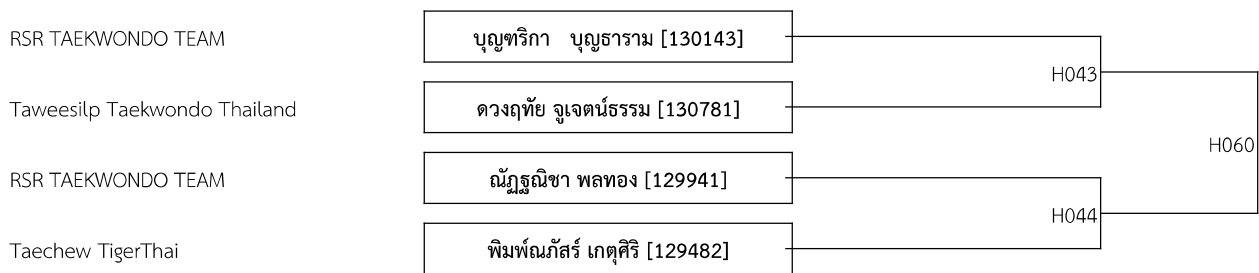 RSR TAEKWONDO TEAM บุญฑริกา บุญธาราม [130143]
H043
Taweesilp Taekwondo Thailand ดวงฤทัย จูเจตน์ธรรม [130781]
H060
RSR TAEKWONDO TEAM ณัฏฐณิชา พลทอง [129941]
H044
Taechew TigerThai พิมพ์ณภัสร์ เกตุศิริ [129482]